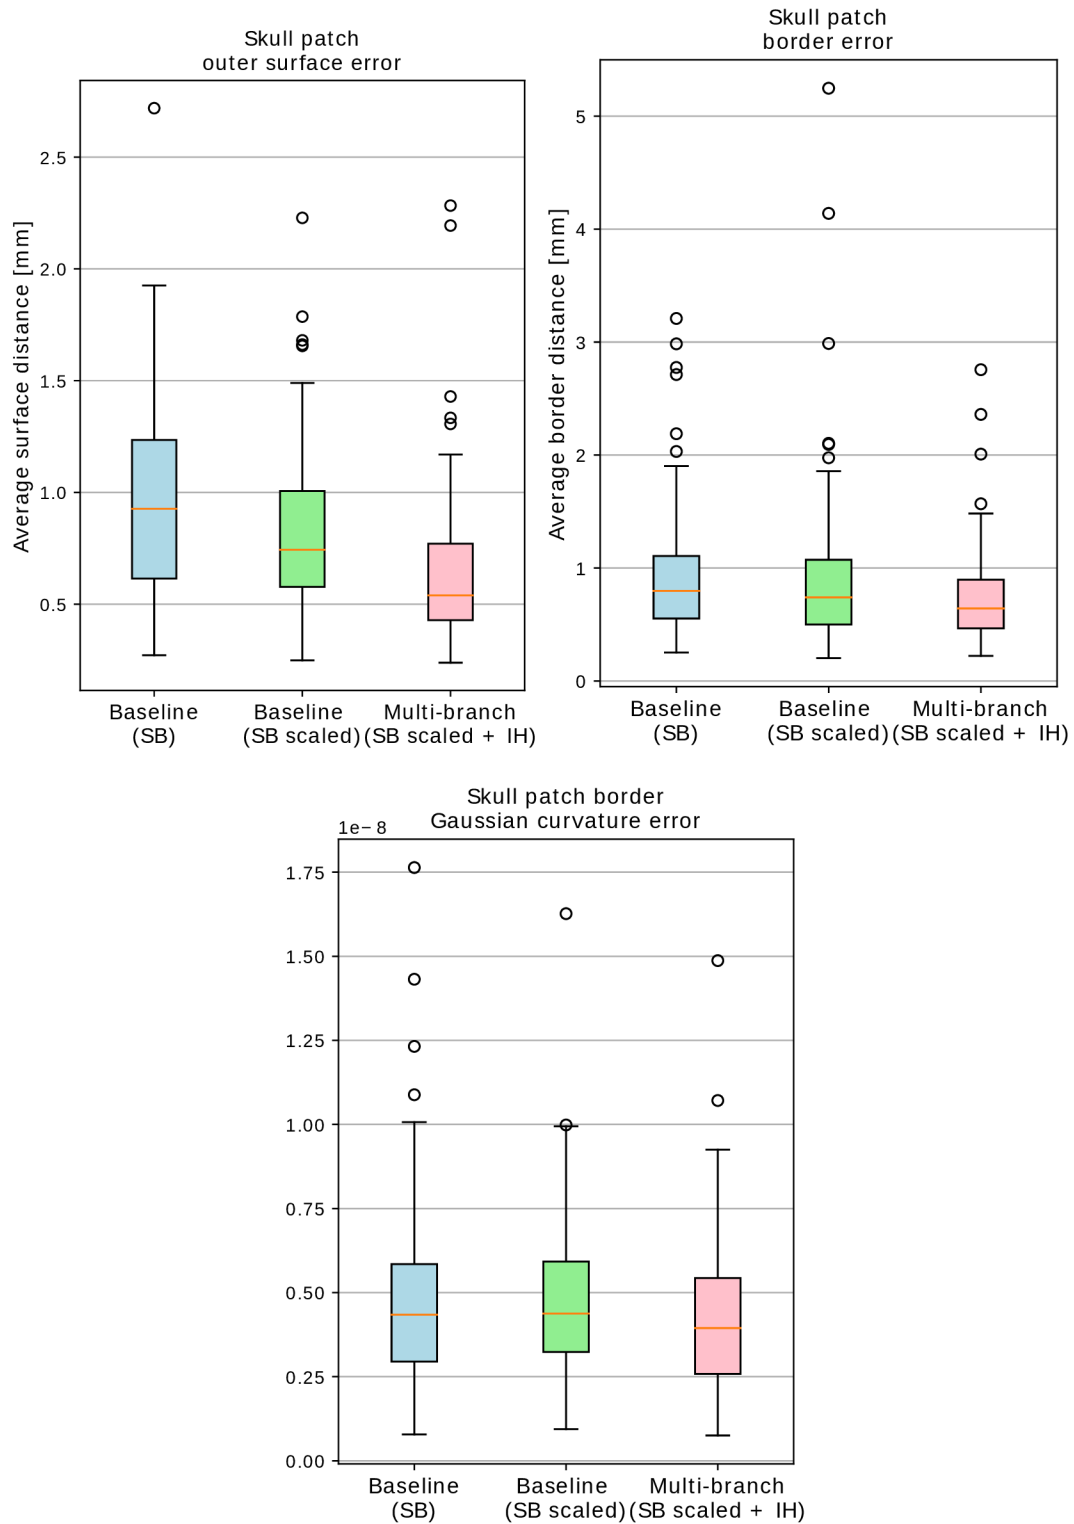 Skull patch
outer surface error
Average surface distance [mm]
2.5
2.0
1.5
1.0
0.5
Baseline
(SB)
Baseline
(SB scaled)
Multi-branch
(SB scaled + IH)
Skull patch
border error
Average border distance [mm]
5
4
3
2
1
0
Baseline
(SB)
Baseline
(SB scaled)
Multi-branch
(SB scaled + IH)
Skull patch border
Gaussian curvature error
1e−8
1.75
1.50
1.25
1.00
0.75
0.50
0.25
0.00
Baseline
(SB)
Baseline
(SB scaled)
Multi-branch
(SB scaled + IH)